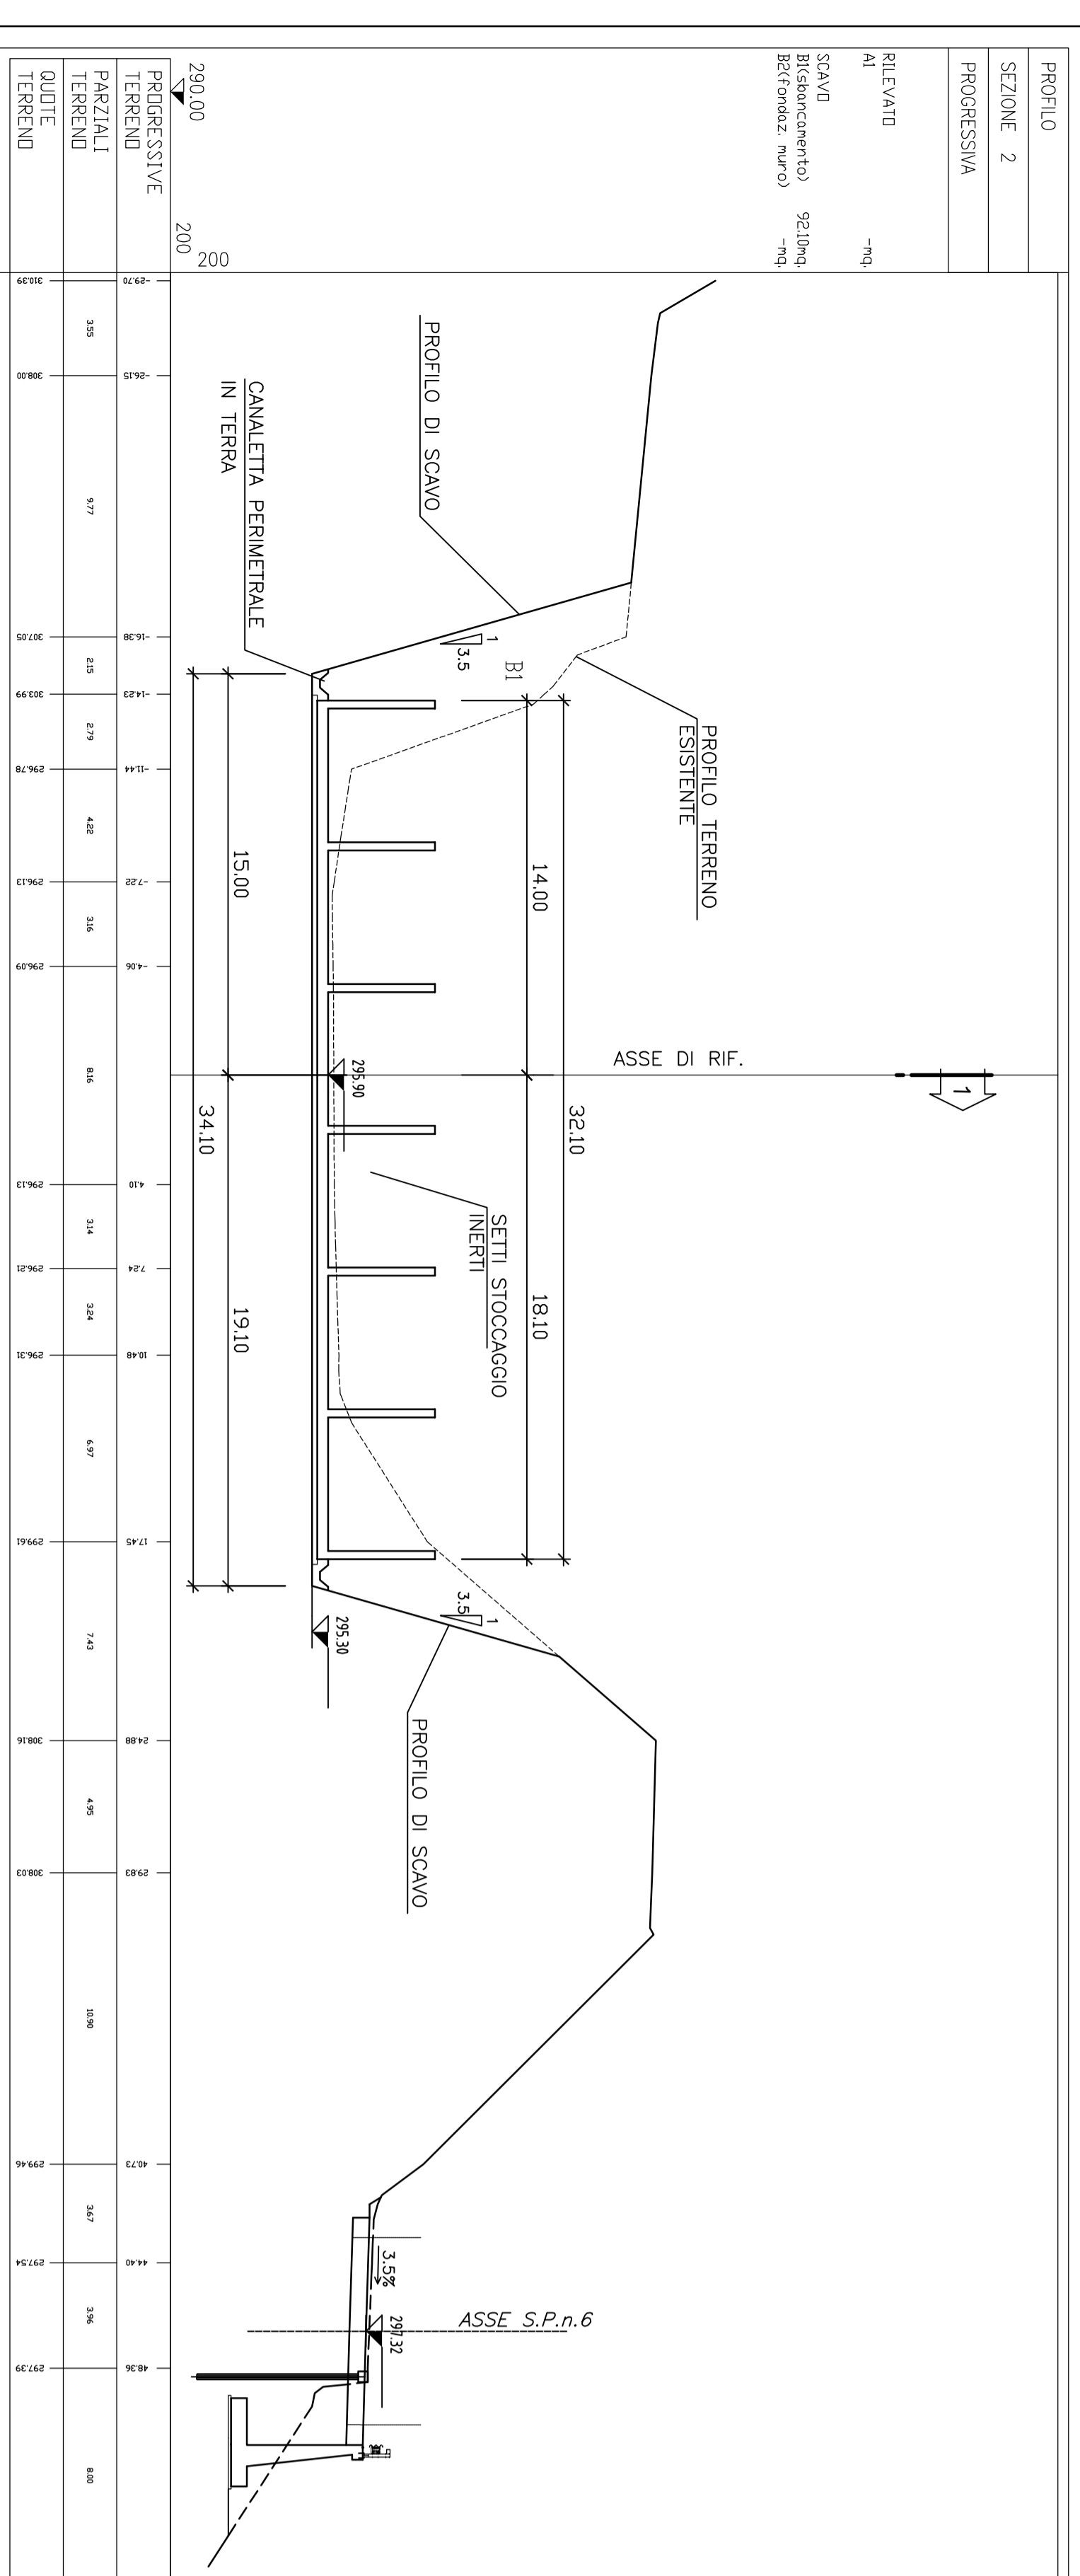 PROFILO
SEZIONE 2
PROGRESSIVA
RILEVATO
A1 -mq.
SCAVO
B1(sbancamento) 92.10mq.
B2(fondaz. muro) -mq.
1
ASSE DI RIF.
PROFILO TERRENO
ESISTENTE
PROFILO DI SCAVO
B1
1
3.5
32.10
14.00
18.10
SETTI STOCCAGGIO
INERTI
1
3.5
PROFILO DI SCAVO
ASSE S.P.n.6
3.5%
297.32
295.90
295.30
CANALETTA PERIMETRALE
IN TERRA
15.00
19.10
34.10
290.00
200
200
PROGRESSIVE
TERRENO
-29.70 -26.15 -16.38 -14.23 -11.44 -7.22 -4.06 4.10 7.24 10.48 17.45 24.88 29.83 40.73 44.40 48.36
PARZIALI
TERRENO
3.55 9.77 2.15 2.79 4.22 3.16 8.16 3.14 3.24 6.97 7.43 4.95 10.90 3.67 3.96 8.00
QUOTE
TERRENO
310.39 308.00 307.05 303.99 296.78 296.13 296.09 296.13 296.21 296.31 299.61 308.16 308.03 299.46 297.54 297.39